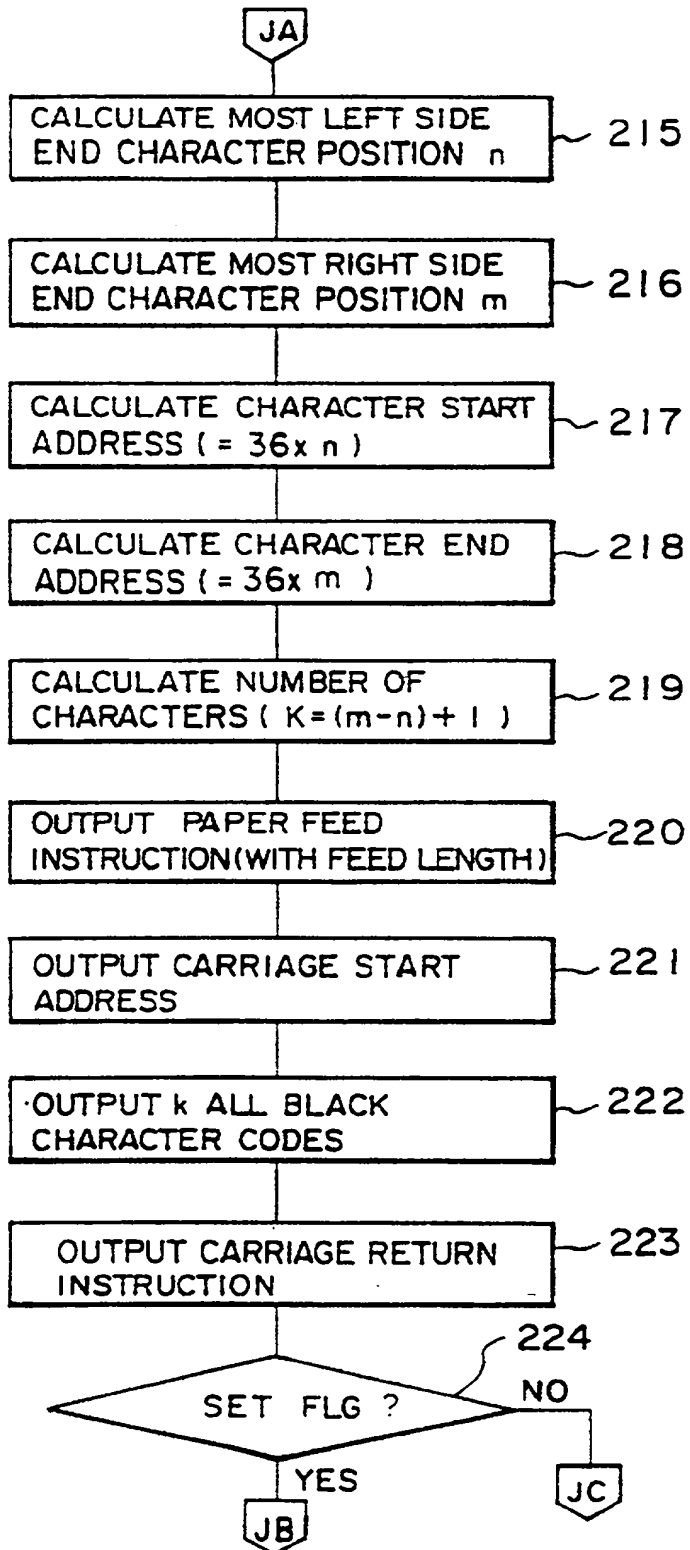 JA
CALCULATE MOST LEFT SIDE
END CHARACTER POSITION n
215
CALCULATE MOST RIGHT SIDE
END CHARACTER POSITION m
216
CALCULATE CHARACTER START
ADDRESS ( = 36x n )
217
CALCULATE CHARACTER END
ADDRESS ( = 36x m )
218
CALCULATE NUMBER OF
CHARACTERS ( K=(m-n)+ 1 )
219
OUTPUT PAPER FEED
INSTRUCTION(WITH FEED LENGTH)
220
OUTPUT CARRIAGE START
ADDRESS
221
OUTPUT k ALL BLACK
CHARACTER CODES
222
OUTPUT CARRIAGE RETURN
INSTRUCTION
223
224
SET FLG ?
NO
YES
JC
JB